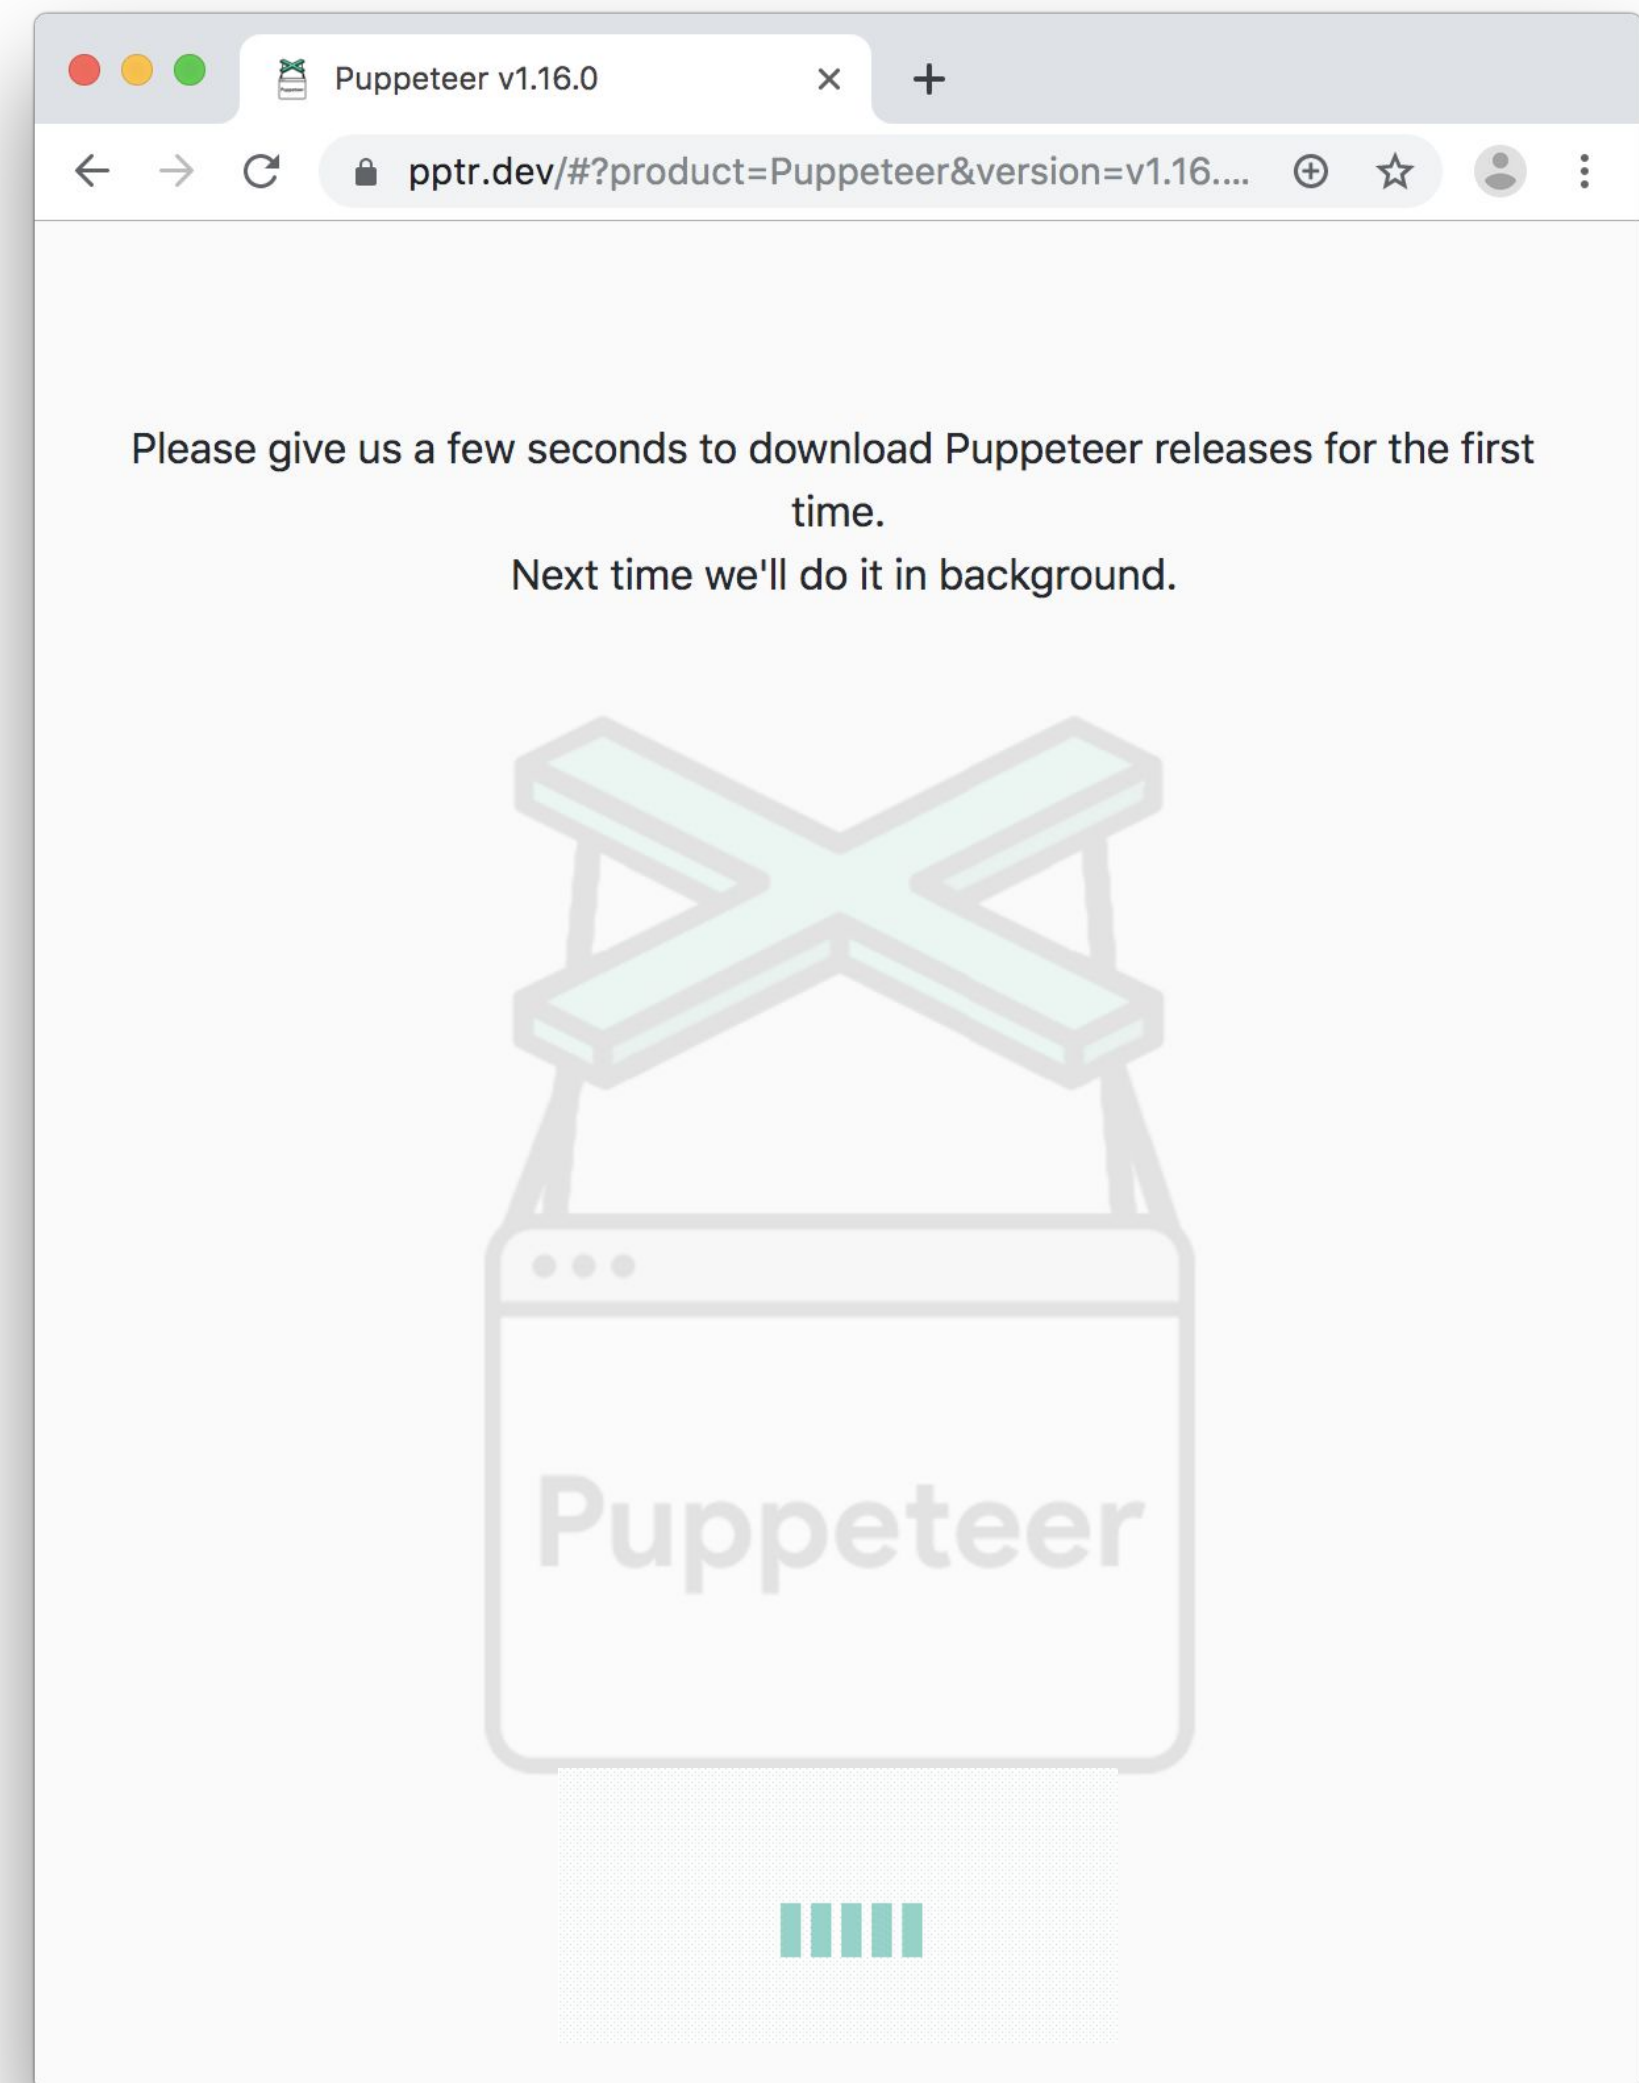 Puppeteer v1.16.0
pptr.dev/#?product=Puppeteer&version=v1.16....
Please give us a few seconds to download Puppeteer releases for the first
time.
Next time we'll do it in background.
Puppeteer